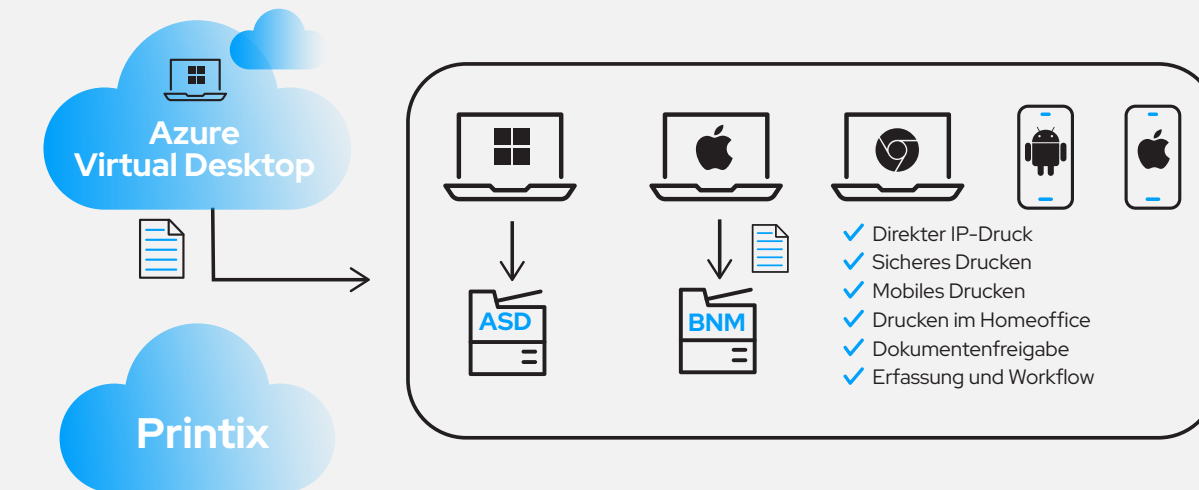 Azure
Virtual Desktop
ASD
BNM
Direkter IP-Druck
Sicheres Drucken
Mobiles Drucken
Drucken im Homeoffice
Dokumentenfreigabe
Erfassung und Workflow
Printix